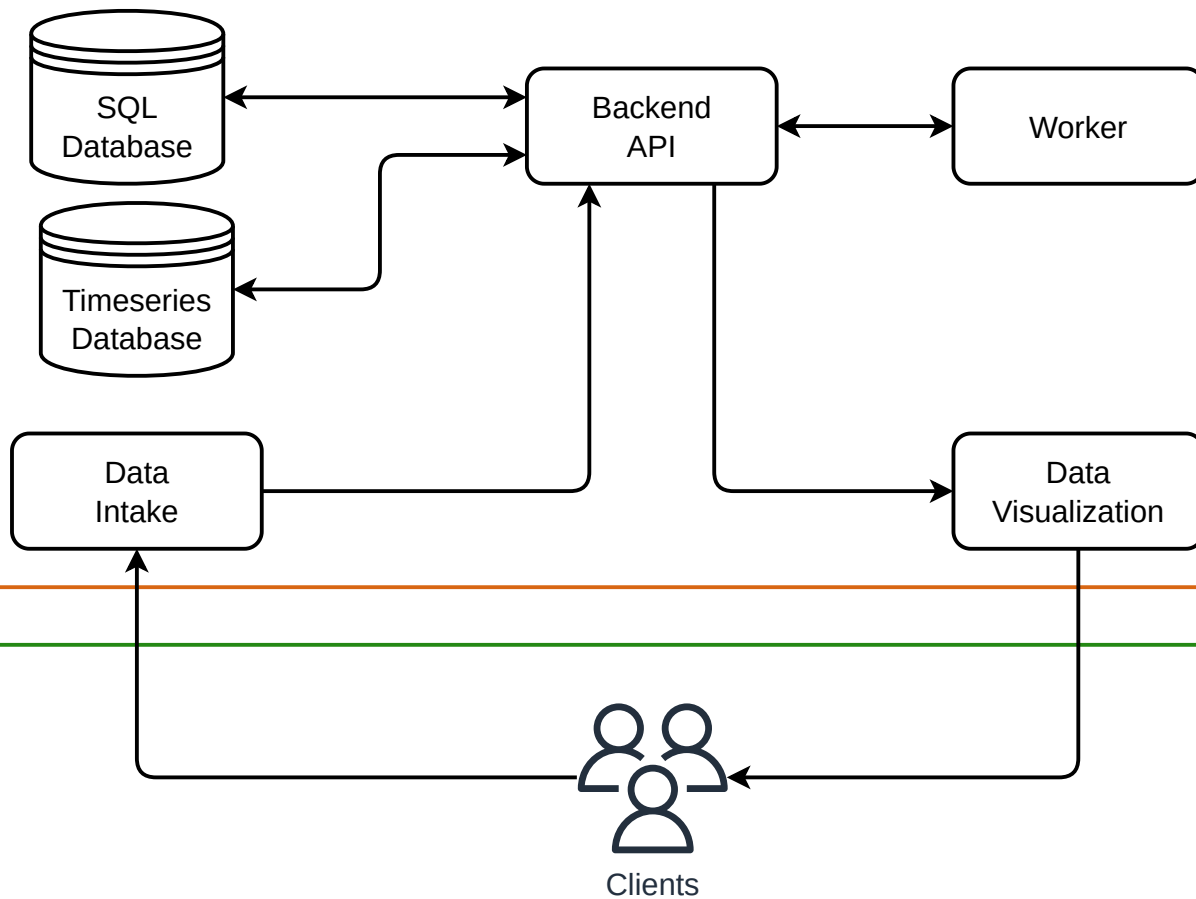 SQL
Database
Backend
API
Worker
Timeseries
Database
Data
Intake
Data
Visualization
Clients